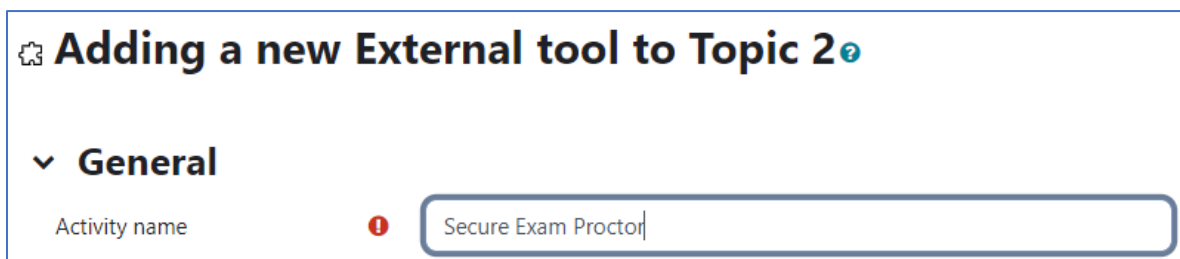 Adding a new External tool to Topic 2
General
Activity name
Secure Exam Proctor